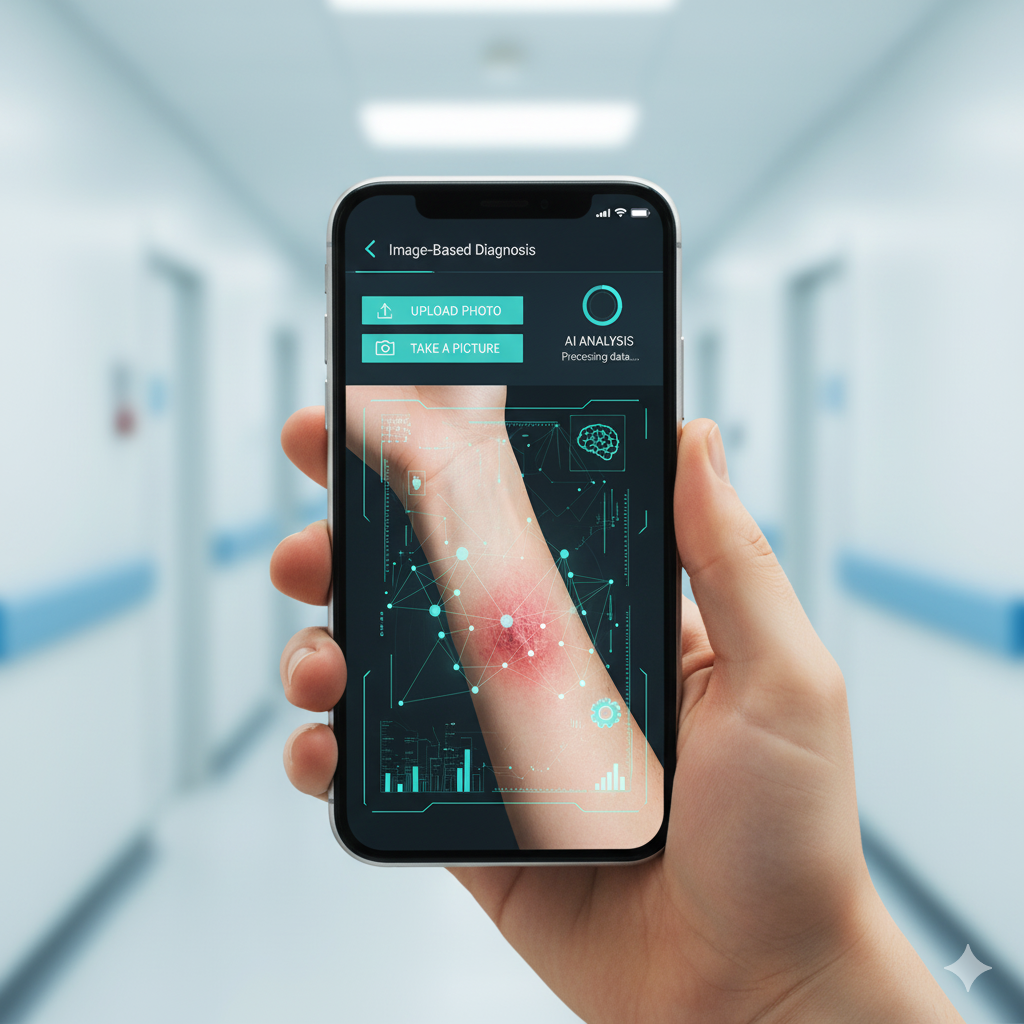 Image-Based Diagnosis
UPLOAD PHOTO
TAKE A PICTURE
AI ANALYSIS
Precesing data....